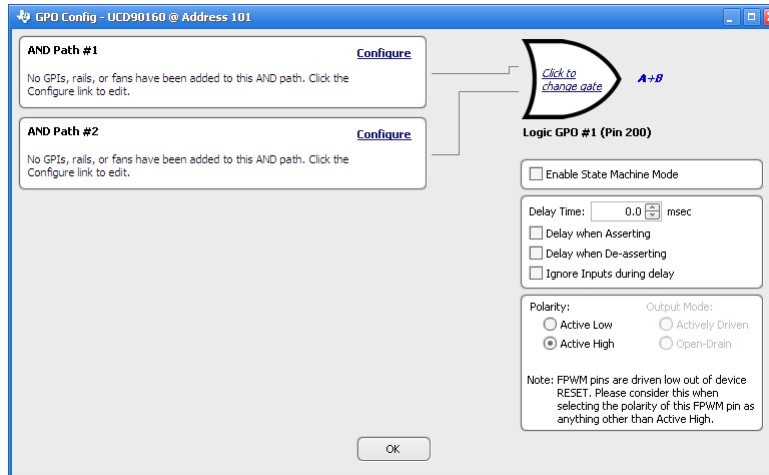 GPO Config - UCD90160 @ Address 101
AND Path #1
Configure
No GPIs, rails, or fans have been added to this AND path. Click the
Configure link to edit.
AND Path #2
Configure
No GPIs, rails, or fans have been added to this AND path. Click the
Configure link to edit.
Click to
change gate
A+B
Logic GPO #1 (Pin 200)
Enable State Machine Mode
Delay Time: 0.0 msec
Delay when Asserting
Delay when De-asserting
Ignore Inputs during delay
Polarity: Output Mode:
Active Low Actively Driven
Active High Open-Drain
Note: FPWM pins are driven low out of device
RESET. Please consider this when
selecting the polarity of this FPWM pin as
anything other than Active High.
OK